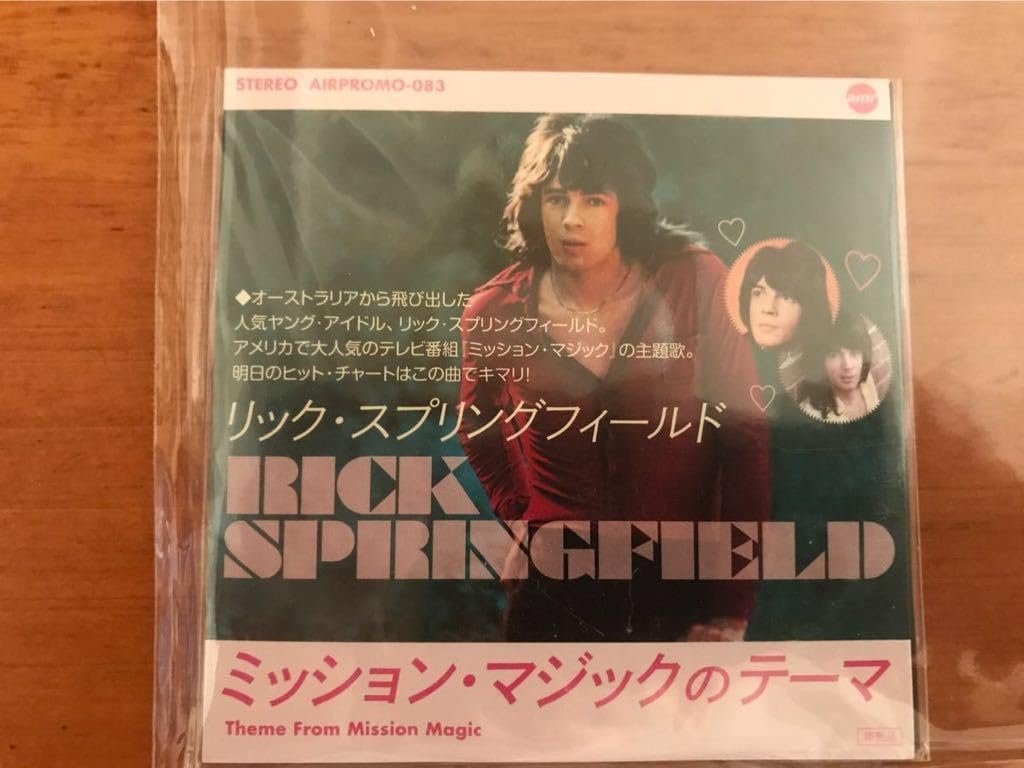 STEREO AIRPROMO-083
air
◆オーストラリアから飛び出した
人気ヤング・アイドル、リック・スプリングフィールド。
アメリカで大人気のテレビ番組『ミッション・マジック』の主題歌。
明日のヒット・チャートはこの曲でキマリ!
リック・スプリングフィールド
RICK
SPRINGFIELD
ミッション・マジックのテーマ
Theme From Mission Magic
非売品